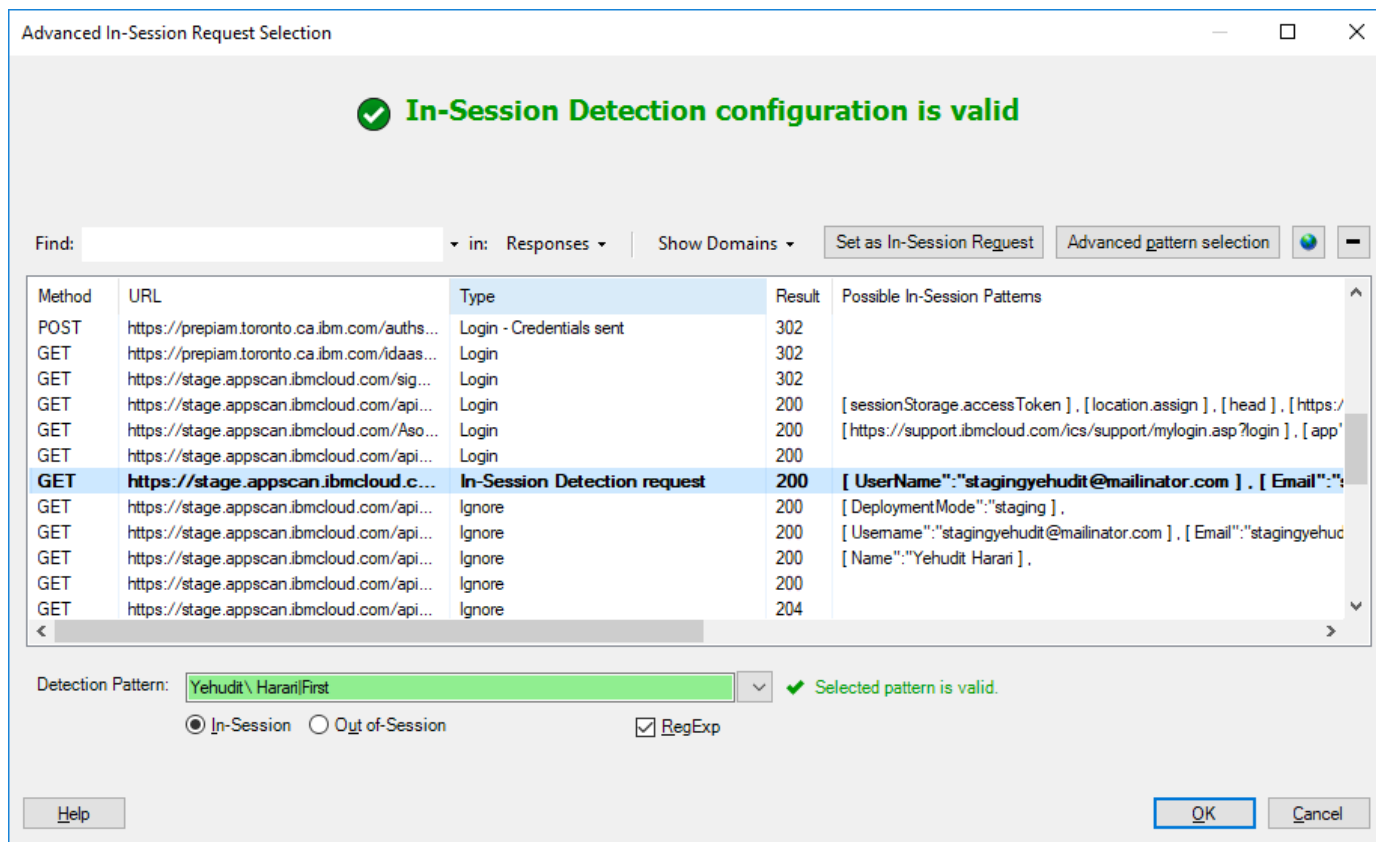 Advanced In-Session Request Selection
In-Session Detection configuration is valid
Find: in: Responses Show Domains Set as In-Session Request Advanced pattern selection
Method URL Type Result Possible In-Session Patterns
POST https://prepiam.toronto.ca.ibm.com/auths... Login - Credentials sent 302
GET https://prepiam.toronto.ca.ibm.com/idaas... Login 302
GET https://stage.appscan.ibmcloud.com/sig... Login 302
GET https://stage.appscan.ibmcloud.com/api... Login 200 [ sessionStorage.accessToken ] , [ location.assign ] , [ head ] , [ https:/
GET https://stage.appscan.ibmcloud.com/Aso... Login 200 [ https://support.ibmcloud.com/ics/support/mylogin.asp?login ] , [ app'
GET https://stage.appscan.ibmcloud.com/api... Login 200
GET https://stage.appscan.ibmcloud.c... In-Session Detection request 200 [ UserName":"stagingyehudit@mailinator.com ] , [ Email":"s
GET https://stage.appscan.ibmcloud.com/api... Ignore 200 [ DeploymentMode":"staging ] ,
GET https://stage.appscan.ibmcloud.com/api... Ignore 200 [ Username":"stagingyehudit@mailinator.com ] , [ Email":"stagingyehud
GET https://stage.appscan.ibmcloud.com/api... Ignore 200 [ Name":"Yehudit Harari ] ,
GET https://stage.appscan.ibmcloud.com/api... Ignore 200
GET https://stage.appscan.ibmcloud.com/api... Ignore 204
Detection Pattern: Yehudit\ Harari|First Selected pattern is valid.
In-Session Out of-Session RegExp
Help OK Cancel